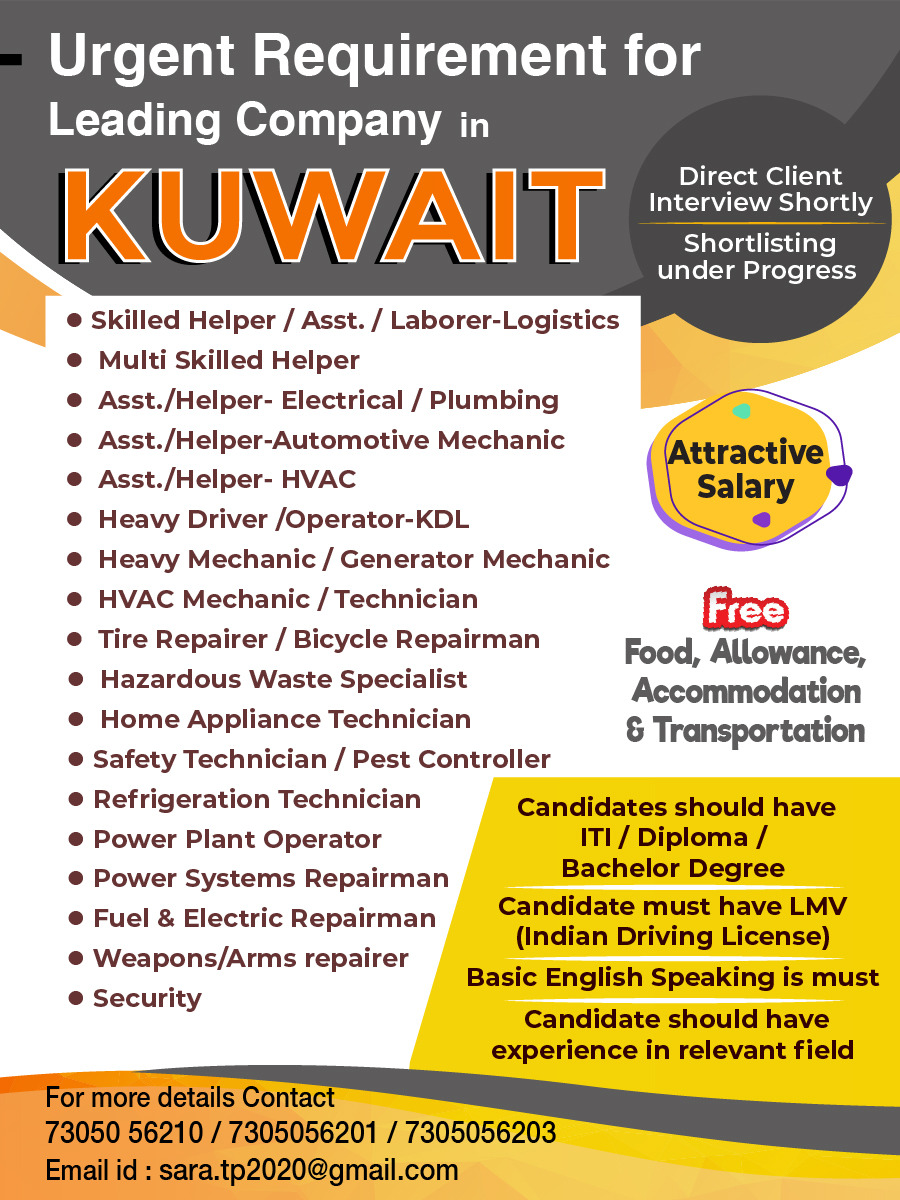 Urgent Requirement for
Leading Company in
KUWAIT
Direct Client
Interview Shortly
Shortlisting
under Progress
● Skilled Helper / Asst. / Laborer-Logistics
● Multi Skilled Helper
● Asst./Helper- Electrical / Plumbing
● Asst./Helper-Automotive Mechanic
● Asst./Helper- HVAC
● Heavy Driver /Operator-KDL
● Heavy Mechanic / Generator Mechanic
● HVAC Mechanic / Technician
● Tire Repairer / Bicycle Repairman
● Hazardous Waste Specialist
● Home Appliance Technician
● Safety Technician / Pest Controller
● Refrigeration Technician
● Power Plant Operator
● Power Systems Repairman
● Fuel & Electric Repairman
● Weapons/Arms repairer
● Security
Attractive
Salary
Free
Food, Allowance,
Accommodation
& Transportation
Candidates should have
ITI / Diploma /
Bachelor Degree
Candidate must have LMV
(Indian Driving License)
Basic English Speaking is must
Candidate should have
experience in relevant field
For more details Contact
73050 56210 / 7305056201 / 7305056203
Email id : sara.tp2020@gmail.com